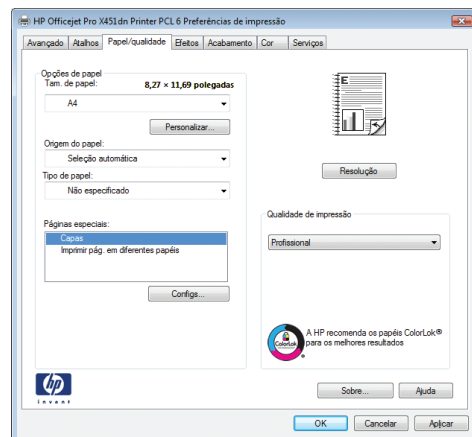 HP Officejet Pro X451dn Printer PCL 6 Preferências de impressão
Avançado Atalhos Papel/qualidade Efeitos Acabamento Cor Serviços
Opções de papel
Tam. de papel: 8,27 × 11,69 polegadas
A4
Personalizar...
Origem do papel:
Seleção automática
Tipo de papel:
Não especificado
Resolução
Páginas especiais:
Capas
Imprimir pág. em diferentes papéis
Configs...
Qualidade de impressão
Profissional
ColorLok
A HP recomenda os papéis ColorLok®
para os melhores resultados
hp
invent
Sobre... Ajuda
OK Cancelar Aplicar